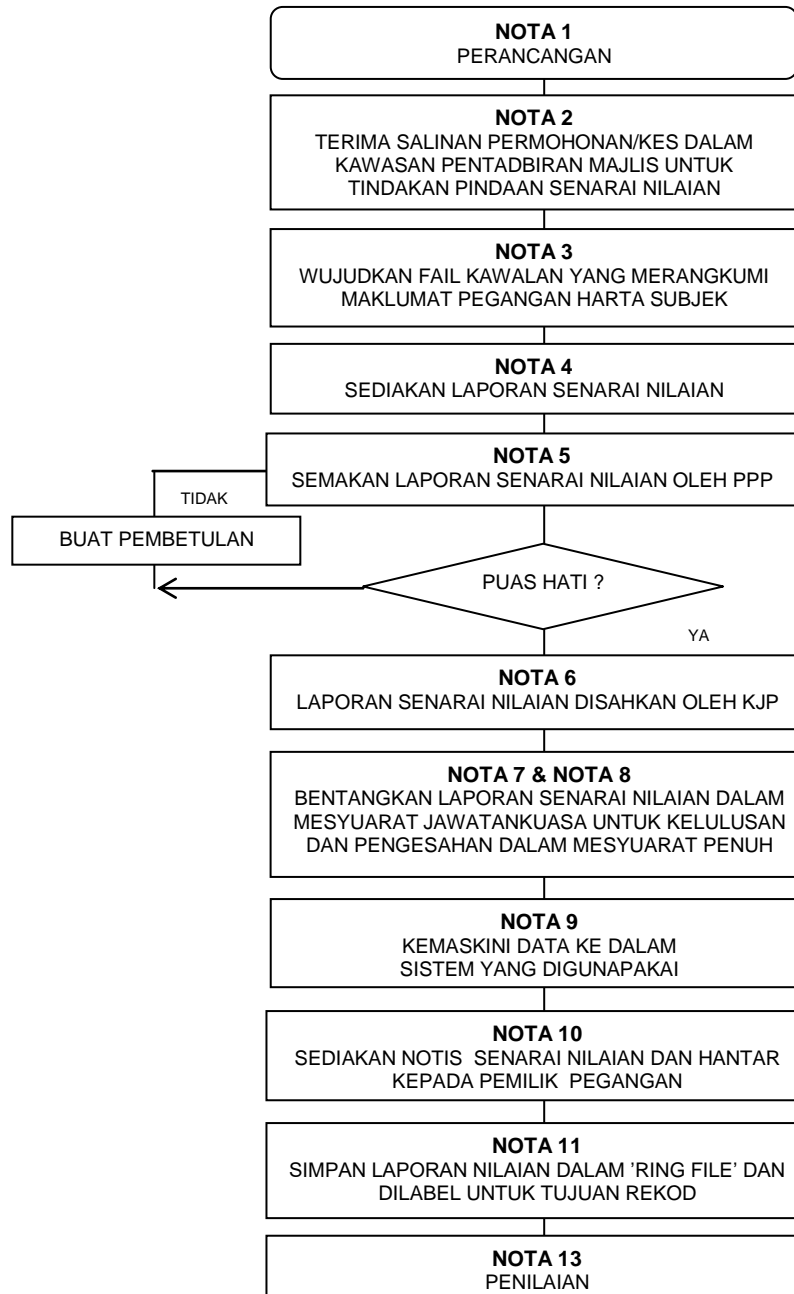 NOTA 1
PERANCANGAN
NOTA 2
TERIMA SALINAN PERMOHONAN/KES DALAM
KAWASAN PENTADBIRAN MAJLIS UNTUK
TINDAKAN PINDAAN SENARAI NILAIAN
NOTA 3
WUJUDKAN FAIL KAWALAN YANG MERANGKUMI
MAKLUMAT PEGANGAN HARTA SUBJEK
NOTA 4
SEDIAKAN LAPORAN SENARAI NILAIAN
NOTA 5
SEMAKAN LAPORAN SENARAI NILAIAN OLEH PPP
TIDAK
BUAT PEMBETULAN
PUAS HATI ?
YA
NOTA 6
LAPORAN SENARAI NILAIAN DISAHKAN OLEH KJP
NOTA 7 & NOTA 8
BENTANGKAN LAPORAN SENARAI NILAIAN DALAM
MESYUARAT JAWATANKUASA UNTUK KELULUSAN
DAN PENGESAHAN DALAM MESYUARAT PENUH
NOTA 9
KEMASKINI DATA KE DALAM
SISTEM YANG DIGUNAPAKAI
NOTA 10
SEDIAKAN NOTIS SENARAI NILAIAN DAN HANTAR
KEPADA PEMILIK PEGANGAN
NOTA 11
SIMPAN LAPORAN NILAIAN DALAM ’RING FILE’ DAN
DILABEL UNTUK TUJUAN REKOD
NOTA 13
PENILAIAN